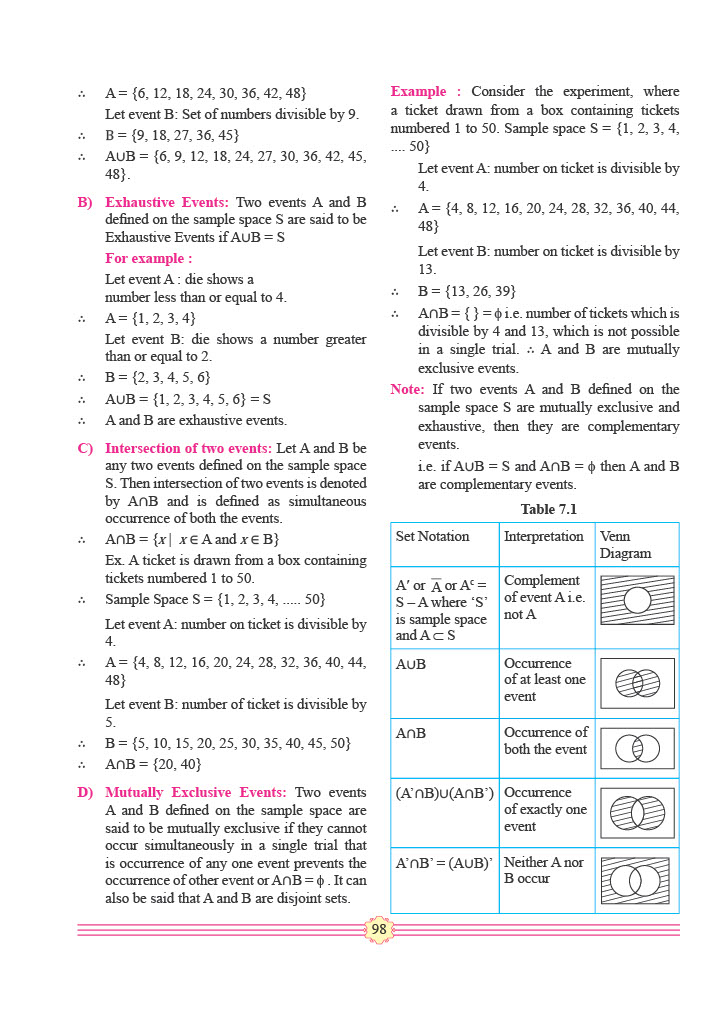 ∴ A = {6, 12, 18, 24, 30, 36, 42, 48}
Let event B: Set of numbers divisible by 9.
∴ B = {9, 18, 27, 36, 45}
∴ A∪B = {6, 9, 12, 18, 24, 27, 30, 36, 42, 45,
48}.
B) Exhaustive Events: Two events A and B
defined on the sample space S are said to be
Exhaustive Events if A∪B = S
For example :
Let event A : die shows a
number less than or equal to 4.
∴ A = {1, 2, 3, 4}
Let event B: die shows a number greater
than or equal to 2.
∴ B = {2, 3, 4, 5, 6}
∴ A∪B = {1, 2, 3, 4, 5, 6} = S
∴ A and B are exhaustive events.
C) Intersection of two events: Let A and B be
any two events defined on the sample space
S. Then intersection of two events is denoted
by A∩B and is defined as simultaneous
occurrence of both the events.
∴ A∩B = {x | x ∈ A and x ∈ B}
Ex. A ticket is drawn from a box containing
tickets numbered 1 to 50.
∴ Sample Space S = {1, 2, 3, 4, ..... 50}
Let event A: number on ticket is divisible by
4.
∴ A = {4, 8, 12, 16, 20, 24, 28, 32, 36, 40, 44,
48}
Let event B: number of ticket is divisible by
5.
∴ B = {5, 10, 15, 20, 25, 30, 35, 40, 45, 50}
∴ A∩B = {20, 40}
D) Mutually Exclusive Events: Two events
A and B defined on the sample space are
said to be mutually exclusive if they cannot
occur simultaneously in a single trial that
is occurrence of any one event prevents the
occurrence of other event or A∩B = ϕ . It can
also be said that A and B are disjoint sets.
Example : Consider the experiment, where
a ticket drawn from a box containing tickets
numbered 1 to 50. Sample space S = {1, 2, 3, 4,
.... 50}
Let event A: number on ticket is divisible by
4.
∴ A = {4, 8, 12, 16, 20, 24, 28, 32, 36, 40, 44,
48}
Let event B: number on ticket is divisible by
13.
∴ B = {13, 26, 39}
∴ A∩B = { } = ϕ i.e. number of tickets which is
divisible by 4 and 13, which is not possible
in a single trial. ∴ A and B are mutually
exclusive events.
Note: If two events A and B defined on the
sample space S are mutually exclusive and
exhaustive, then they are complementary
events.
i.e. if A∪B = S and A∩B = ϕ then A and B
are complementary events.
Table 7.1
Set Notation Interpretation Venn
Diagram
A′ or A̅ or Aᶜ = Complement
S – A where ‘S’ of event A i.e.
is sample space not A
and A ⊂ S
A∪B Occurrence
of at least one
event
A∩B Occurrence of
both the event
(A’∩B)∪(A∩B’) Occurrence
of exactly one
event
A’∩B’ = (A∪B)’ Neither A nor
B occur
98